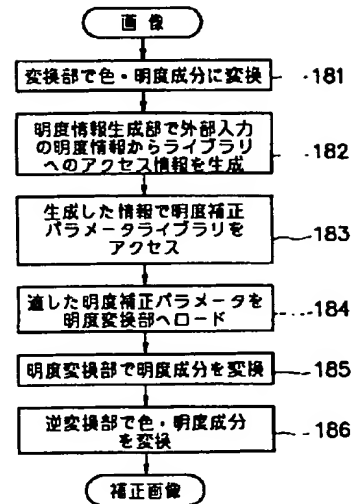 画像
変換部で色・明度成分に変換
181
明度情報生成部で外部入力
の明度情報からライブラリ
へのアクセス情報を生成
182
生成した情報で明度補正
パラメータライブラリを
アクセス
183
適した明度補正パラメータを
明度変換部へロード
184
明度変換部で明度成分を変換
185
逆変換部で色・明度成分
を変換
186
補正画像